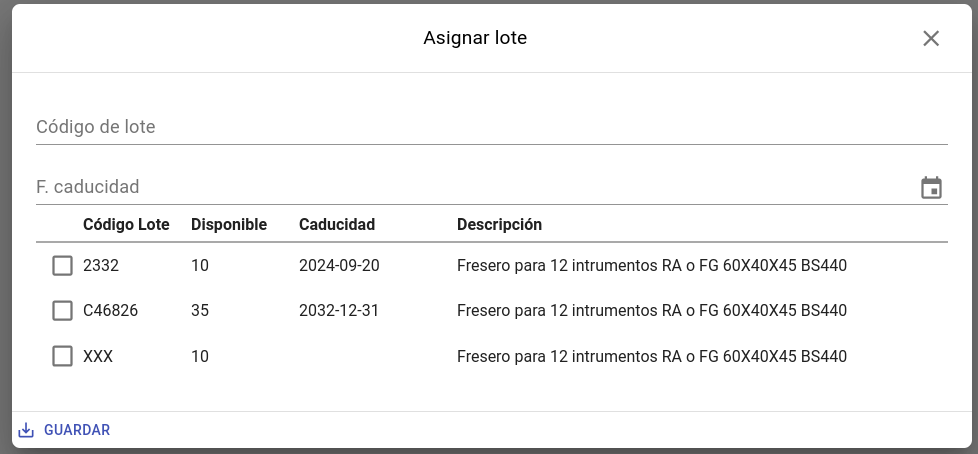 Asignar lote
Código de lote
F. caducidad
Código Lote Disponible Caducidad Descripción
2332 10 2024-09-20 Fresero para 12 intrumentos RA o FG 60X40X45 BS440
C46826 35 2032-12-31 Fresero para 12 intrumentos RA o FG 60X40X45 BS440
XXX 10 Fresero para 12 intrumentos RA o FG 60X40X45 BS440
GUARDAR